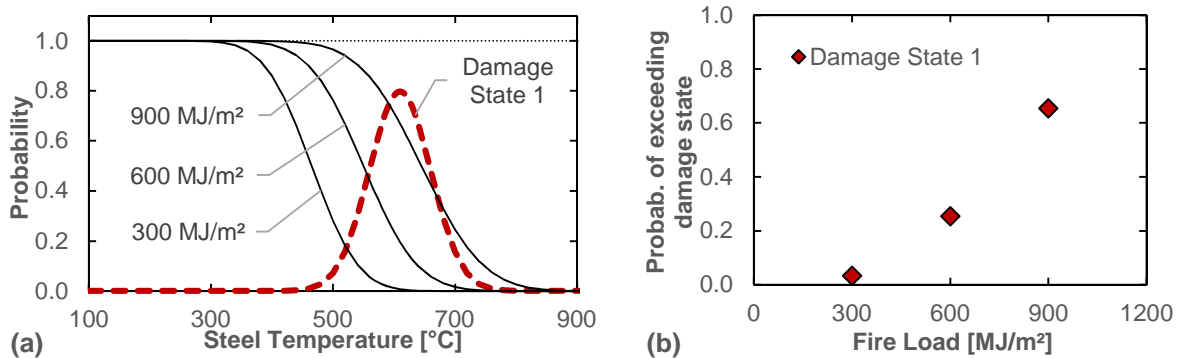 Probability
1.0
0.8
0.6
0.4
0.2
0.0
900 MJ/m²
600 MJ/m²
300 MJ/m²
Damage
State 1
100
300
500
700
900
(a)
Steel Temperature [°C]
Probab. of exceeding
damage state
1.0
0.8
0.6
0.4
0.2
0.0
Damage State 1
0
300
600
900
1200
(b)
Fire Load [MJ/m²]